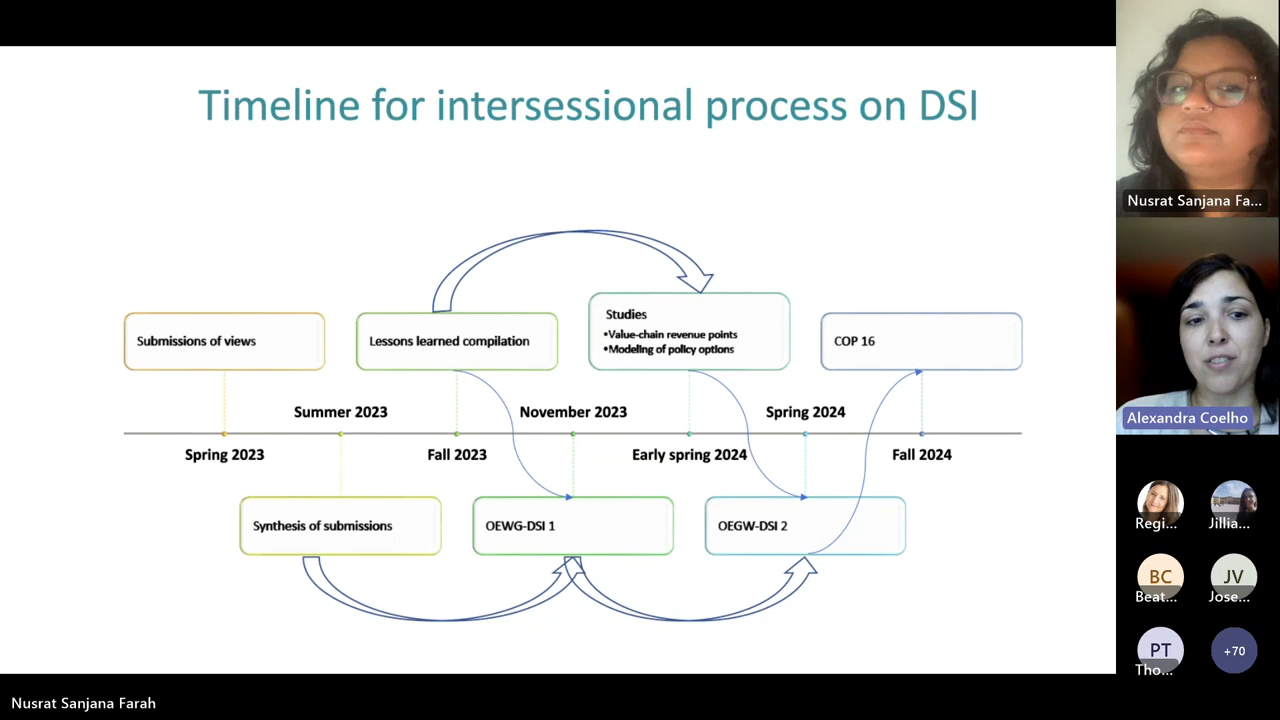 Timeline for intersessional process on DSI
Submissions of views
Lessons learned compilation
Studies
•Value-chain revenue points
•Modeling of policy options
COP 16
Summer 2023
November 2023
Spring 2024
Spring 2023
Fall 2023
Early spring 2024
Fall 2024
Synthesis of submissions
OEWG-DSI 1
OEGW-DSI 2
Nusrat Sanjana Fa...
Alexandra Coelho
Regi...
Jillia...
BC
Beat...
JV
Jose...
PT
Tho...
+70
Nusrat Sanjana Farah